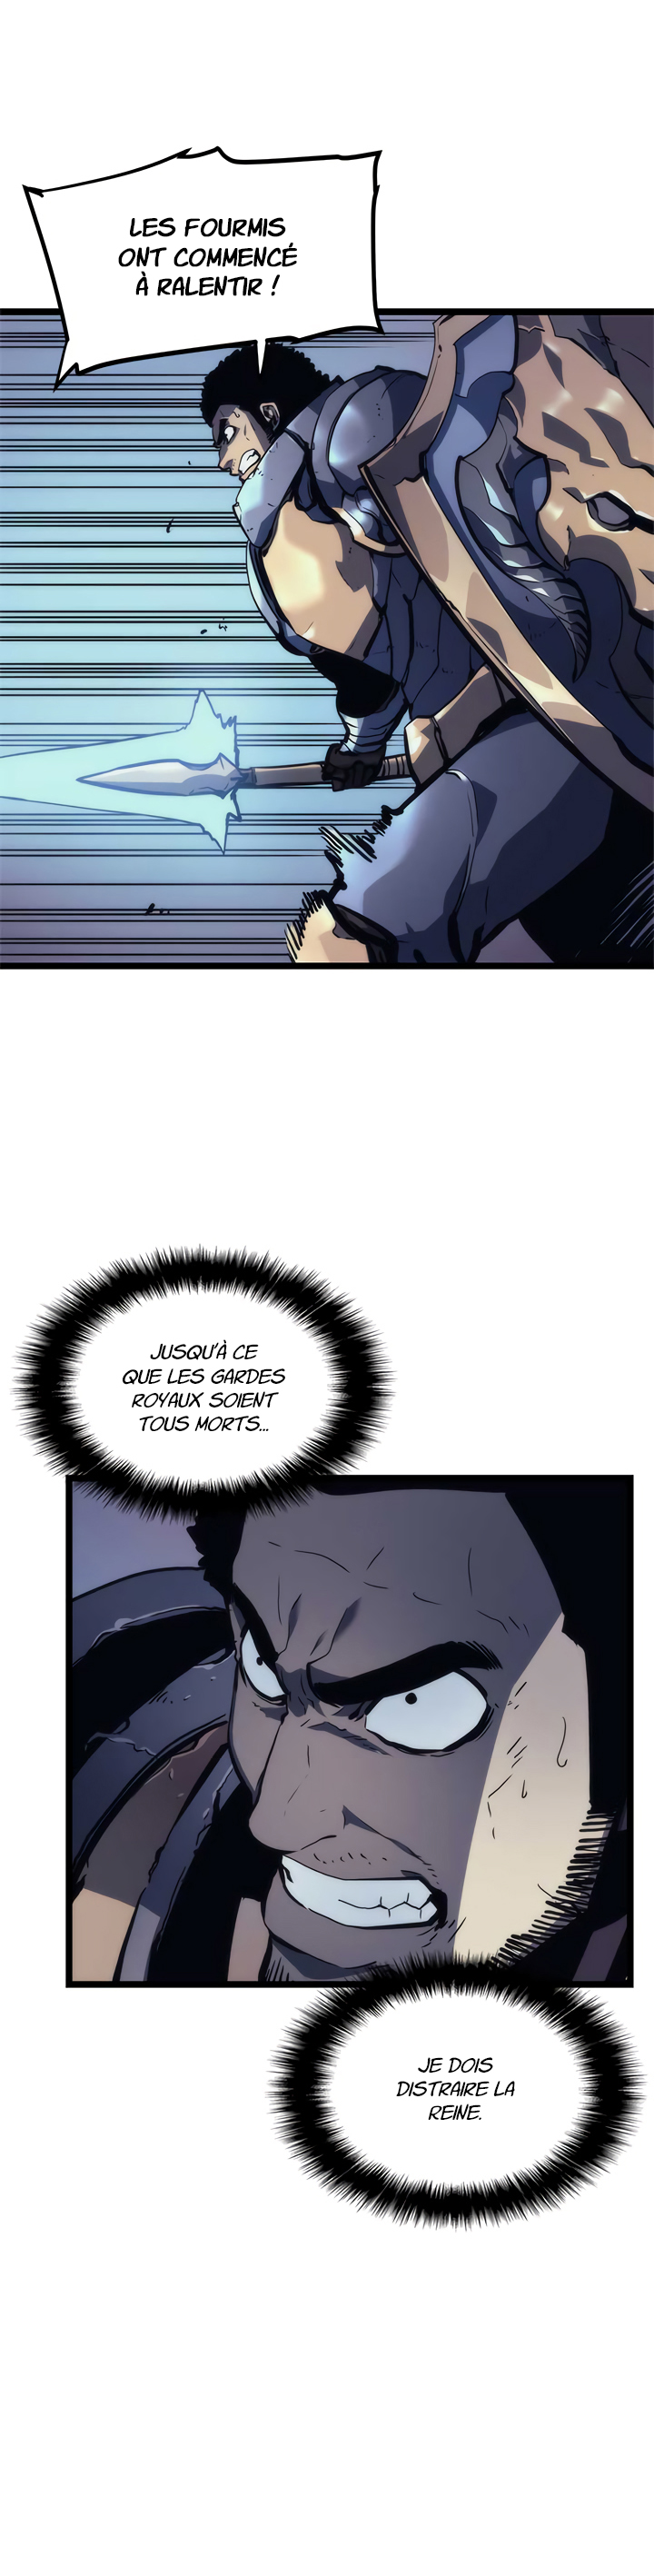 LES FOURMIS
ONT COMMENCÉ
À RALENTIR !
JUSQU'À CE
QUE LES GARDES
ROYAUX SOIENT
TOUS MORTS...
JE DOIS
DISTRAIRE LA
REINE.